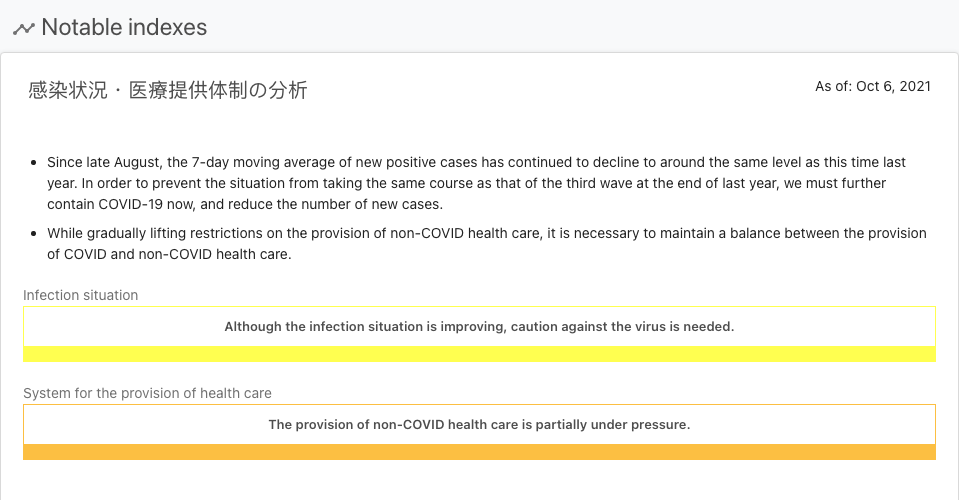 Notable indexes
感染状況・医療提供体制の分析
As of: Oct 6, 2021
Since late August, the 7-day moving average of new positive cases has continued to decline to around the same level as this time last
year. In order to prevent the situation from taking the same course as that of the third wave at the end of last year, we must further
contain COVID-19 now, and reduce the number of new cases.
While gradually lifting restrictions on the provision of non-COVID health care, it is necessary to maintain a balance between the provision
of COVID and non-COVID health care.
Infection situation
Although the infection situation is improving, caution against the virus is needed.
System for the provision of health care
The provision of non-COVID health care is partially under pressure.